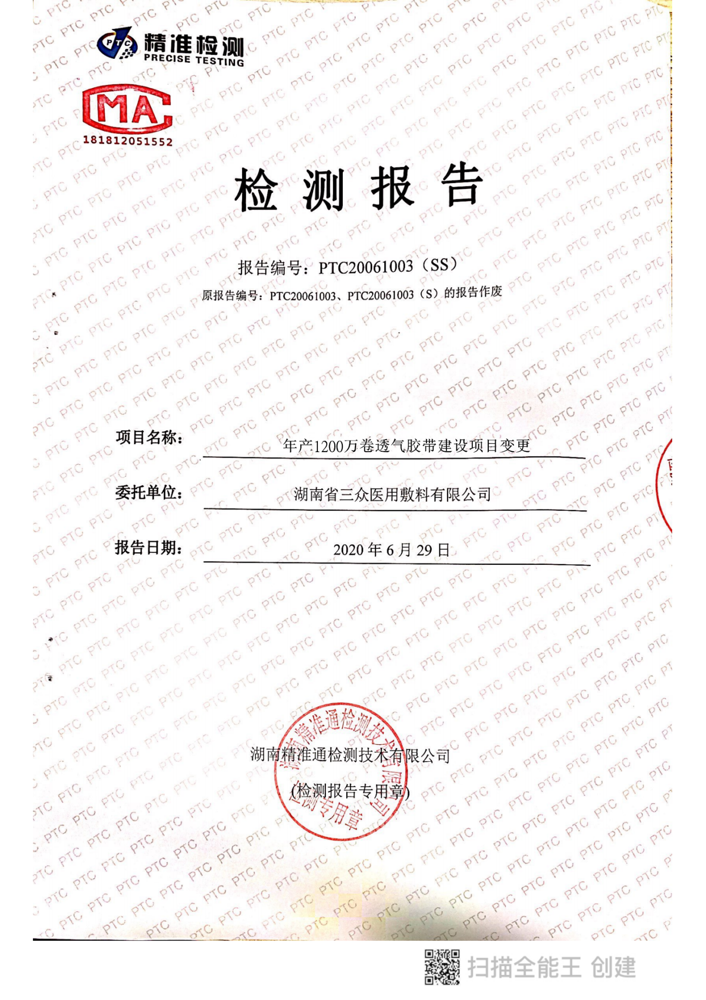 PTC
精准检测
PRECISE TESTING
MA
181812051552
检测报告
报告编号：PTC20061003（SS）
原报告编号：PTC20061003、PTC20061003（S）的报告作废
项目名称：
年产1200万卷透气胶带建设项目变更
委托单位：
湖南省三众医用敷料有限公司
报告日期：
2020 年 6 月 29 日
湖南精准通检测技术有限公司
(检测报告专用章)
湖南精准通检测技术有限公司
检测专用章
扫描全能王 创建